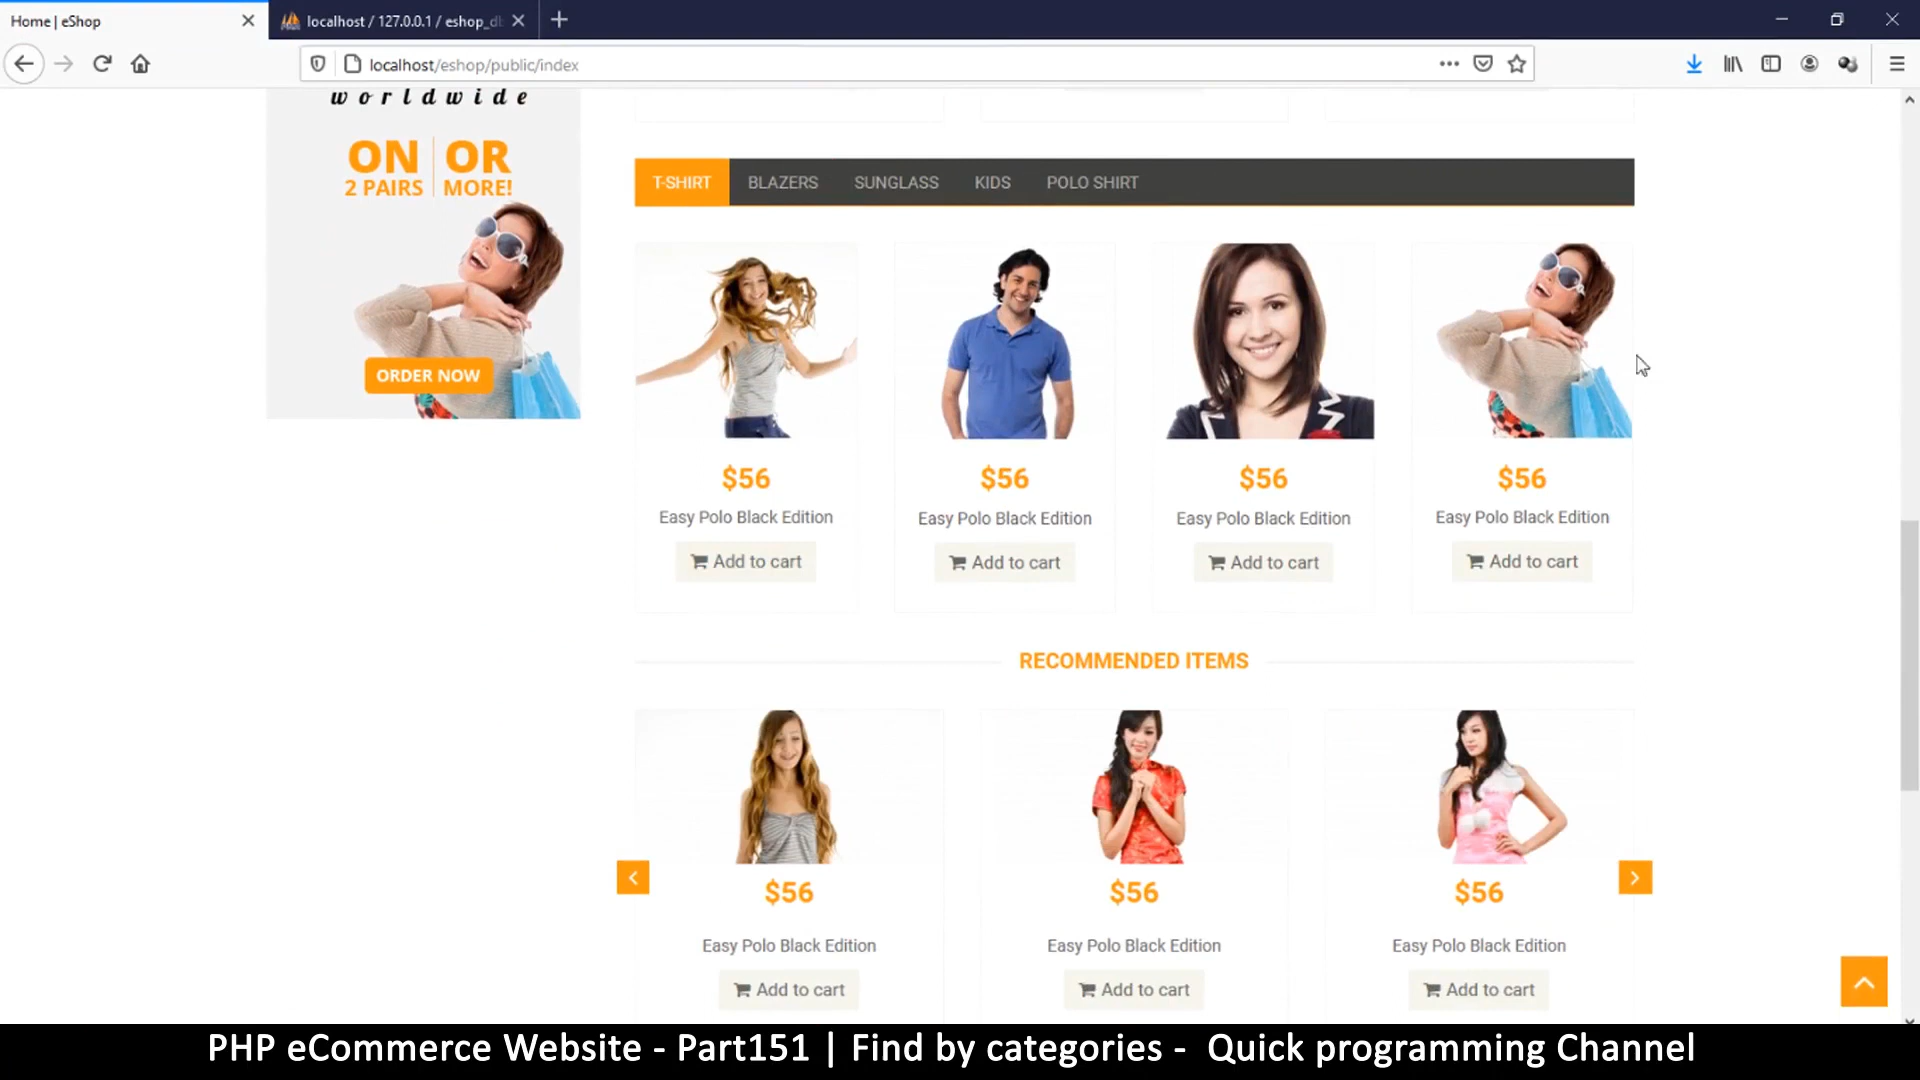 Home | eShop
localhost / 127.0.0.1 / eshop_db
localhost/eshop/public/index
worldwide
ON OR
2 PAIRS MORE!
ORDER NOW
T-SHIRT BLAZERS SUNGLASS KIDS POLO SHIRT
$56 $56 $56 $56
Easy Polo Black Edition Easy Polo Black Edition Easy Polo Black Edition Easy Polo Black Edition
Add to cart Add to cart Add to cart Add to cart
RECOMMENDED ITEMS
$56 $56 $56
Easy Polo Black Edition Easy Polo Black Edition Easy Polo Black Edition
Add to cart Add to cart Add to cart
PHP eCommerce Website - Part151 | Find by categories - Quick programming Channel